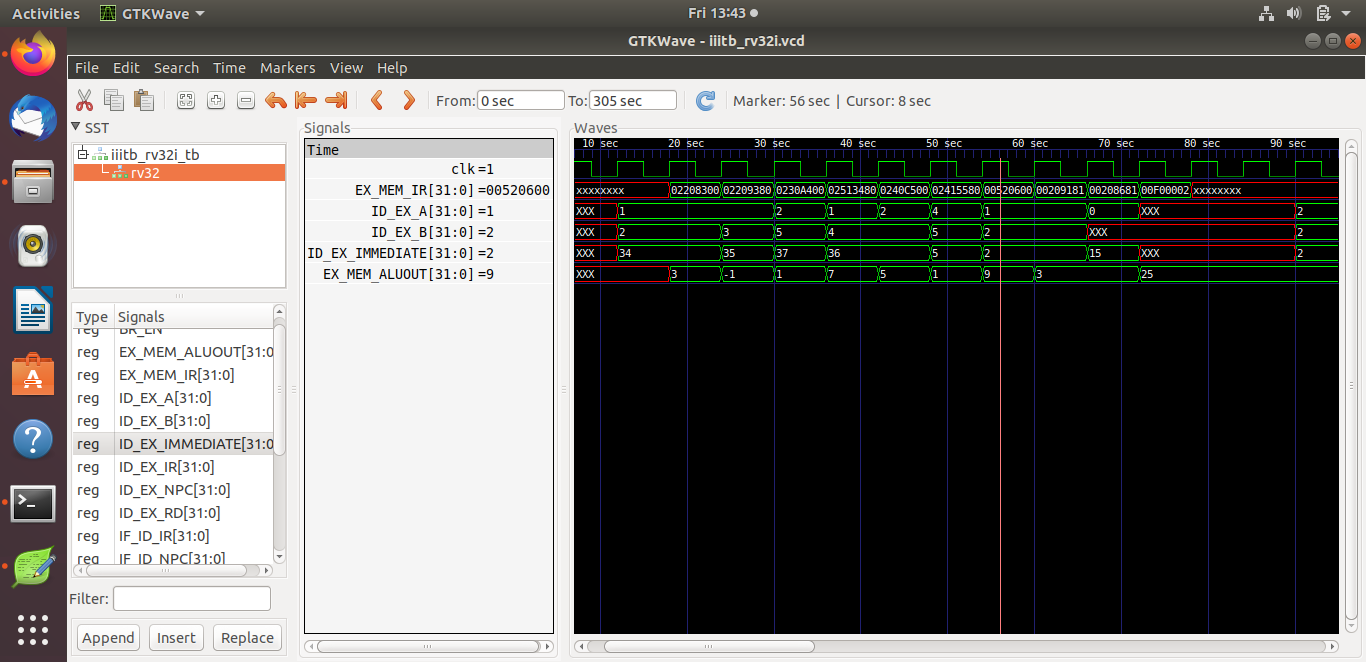 Activities GTKWave Fri 13:43
GTKWave - iiitb_rv32i.vcd
File Edit Search Time Markers View Help
From: 0 sec To: 305 sec Marker: 56 sec | Cursor: 8 sec
SST
iiitb_rv32i_tb
rv32
Type Signals
reg BR_EN
reg EX_MEM_ALUOUT[31:0
reg EX_MEM_IR[31:0]
reg ID_EX_A[31:0]
reg ID_EX_B[31:0]
reg ID_EX_IMMEDIATE[31:0
reg ID_EX_IR[31:0]
reg ID_EX_NPC[31:0]
reg ID_EX_RD[31:0]
reg IF_ID_IR[31:0]
reg IF_ID_NPC[31:0]
Filter:
Append Insert Replace
Signals
Time
clk=1
EX_MEM_IR[31:0]=00520600
ID_EX_A[31:0]=1
ID_EX_B[31:0]=2
ID_EX_IMMEDIATE[31:0]=2
EX_MEM_ALUOUT[31:0]=9
Waves
10 sec 20 sec 30 sec 40 sec 50 sec 60 sec 70 sec 80 sec 90 sec
xxxxxxxx 02208300 02209380 0230A400 02513480 0240C500 02415580 00520600 00209181 00208681 00F00002 xxxxxxxx
XXX 1 2 1 2 4 1 0 XXX 2
XXX 2 3 5 4 5 2 XXX 2
XXX 34 35 37 36 5 2 15 XXX 2
XXX 3 -1 1 7 5 1 9 3 25